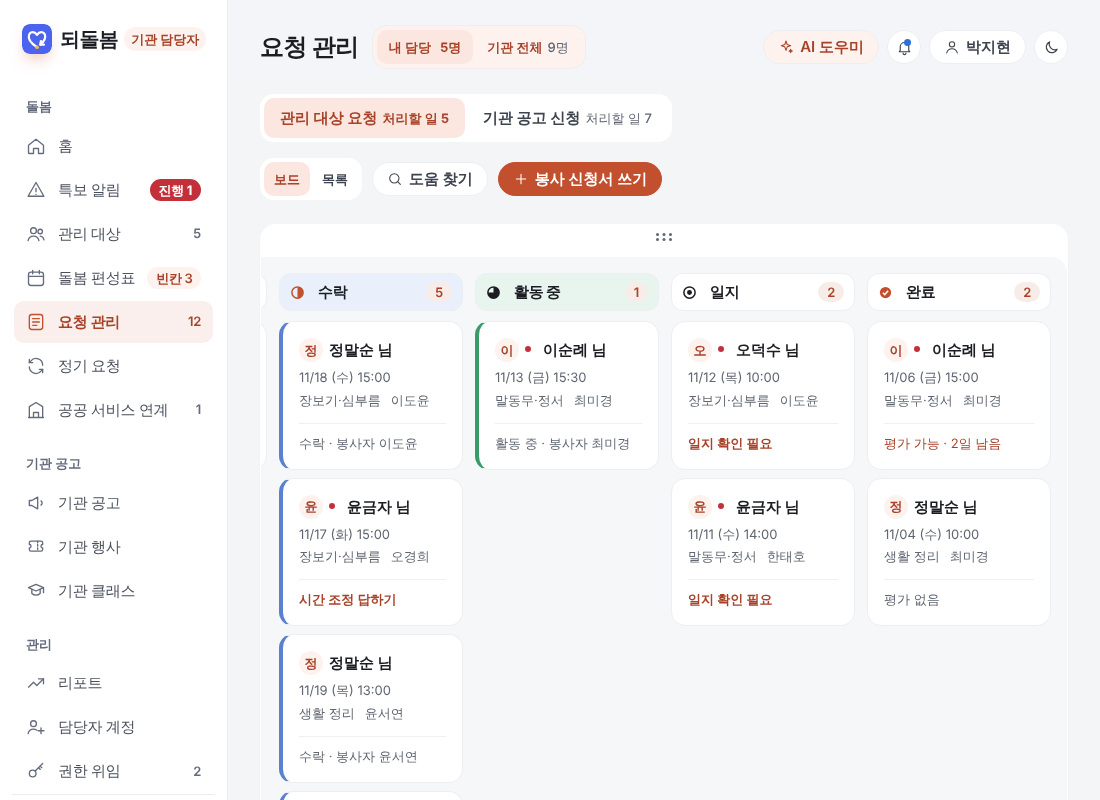 되돌봄 기관 담당자
돌봄
홈
특보 알림 진행 1
관리 대상 5
돌봄 편성표 빈칸 3
요청 관리 12
정기 요청
공공 서비스 연계 1
기관 공고
기관 공고
기관 행사
기관 클래스
관리
리포트
담당자 계정
권한 위임 2
요청 관리 내 담당 5명 기관 전체 9명
AI 도우미 박지현
관리 대상 요청 처리할 일 5 기관 공고 신청 처리할 일 7
보드 목록 도움 찾기 + 봉사 신청서 쓰기
수락 5
정 정말순 님
11/18 (수) 15:00
장보기·심부름 이도윤
수락 · 봉사자 이도윤
윤 윤금자 님
11/17 (화) 15:00
장보기·심부름 오경희
시간 조정 답하기
정 정말순 님
11/19 (목) 13:00
생활 정리 윤서연
수락 · 봉사자 윤서연
활동 중 1
이 이순례 님
11/13 (금) 15:30
말동무·정서 최미경
활동 중 · 봉사자 최미경
일지 2
오 오덕수 님
11/12 (목) 10:00
장보기·심부름 이도윤
일지 확인 필요
윤 윤금자 님
11/11 (수) 14:00
말동무·정서 한태호
일지 확인 필요
완료 2
이 이순례 님
11/06 (금) 15:00
말동무·정서 최미경
평가 가능 · 2일 남음
정 정말순 님
11/04 (수) 10:00
생활 정리 최미경
평가 없음